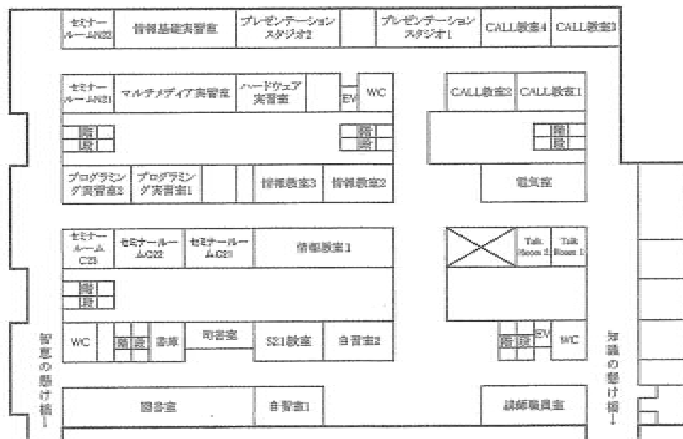 セミナー
ルームN22
情報基礎実習室
プレゼンテーション
スタジオ2
プレゼンテーション
スタジオ1
CALL教室4
CALL教室3
セミナー
ルームN21
マルチメディア実習室
ハードウェア
実習室
EV
WC
CALL教室2
CALL教室1
階
段
階
段
階
段
プログラミン
グ実習室2
プログラミン
グ実習室1
情報教室3
情報教室2
電気室
セミナー
ルーム
C23
セミナールー
ムC22
セミナールー
ムC21
情報教室1
Talk
Room 2
Talk
Room 1
階
段
WC
階段
書庫
司書室
S21教室
自習室2
階段
EV
WC
智恵の懸け橋→
知識の懸け橋→
図書室
自習室1
講師職員室